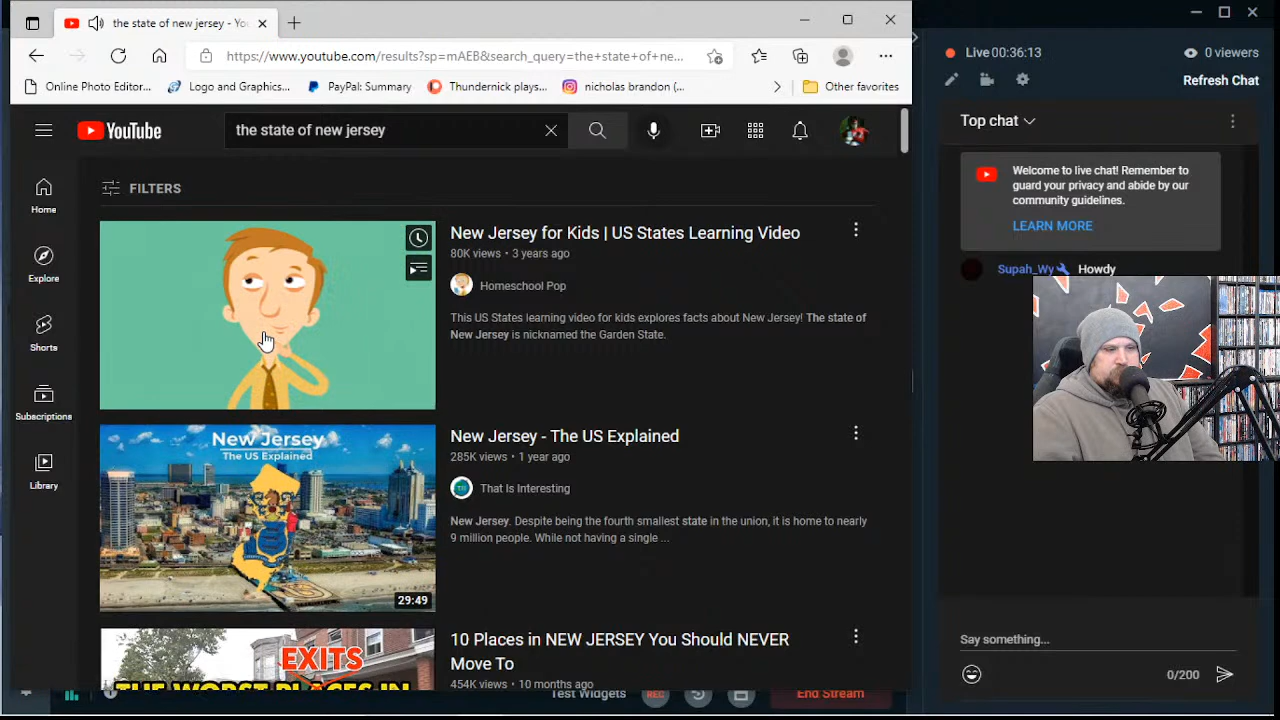 the state of new jersey - Yo
https://www.youtube.com/results?sp=mAEB&search_query=the+state+of+ne...
Online Photo Editor...
Logo and Graphics...
PayPal: Summary
Thundernick plays...
nicholas brandon (...
Other favorites
YouTube
the state of new jersey
FILTERS
Home
Explore
Shorts
Subscriptions
Library
New Jersey for Kids | US States Learning Video
80K views • 3 years ago
Homeschool Pop
This US States learning video for kids explores facts about New Jersey! The state of
New Jersey is nicknamed the Garden State.
New Jersey
The US Explained
29:49
New Jersey - The US Explained
285K views • 1 year ago
That Is Interesting
New Jersey. Despite being the fourth smallest state in the union, it is home to nearly
9 million people. While not having a single ...
EXITS
THE WORST PLACES IN
10 Places in NEW JERSEY You Should NEVER
Move To
454K views • 10 months ago
Live 00:36:13
0 viewers
Refresh Chat
Top chat
Welcome to live chat! Remember to
guard your privacy and abide by our
community guidelines.
LEARN MORE
Supah_Wy Howdy
Say something...
0/200
Test Widgets
REC
End Stream